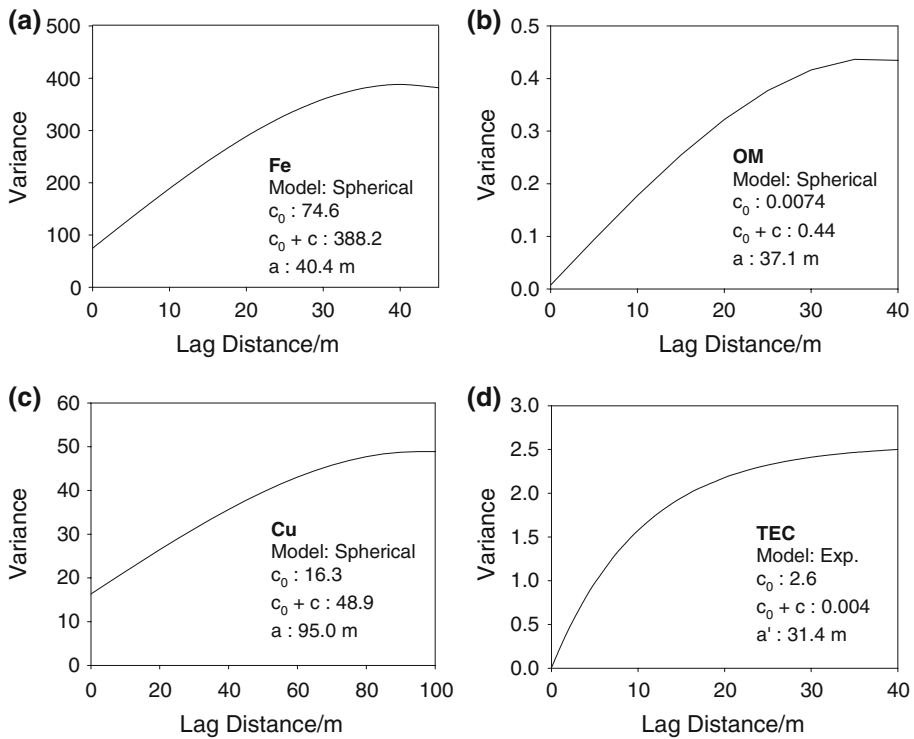 (a)
500
400
300
200
100
0
Variance
Fe
Model: Spherical
c₀ : 74.6
c₀ + c : 388.2
a : 40.4 m
0 10 20 30 40
Lag Distance/m
(b)
0.5
0.4
0.3
0.2
0.1
0.0
Variance
OM
Model: Spherical
c₀ : 0.0074
c₀ + c : 0.44
a : 37.1 m
0 10 20 30 40
Lag Distance/m
(c)
60
50
40
30
20
10
0
Variance
Cu
Model: Spherical
c₀ : 16.3
c₀ + c : 48.9
a : 95.0 m
0 20 40 60 80 100
Lag Distance/m
(d)
3.0
2.5
2.0
1.5
1.0
0.5
0.0
Variance
TEC
Model: Exp.
c₀ : 2.6
c₀ + c : 0.004
a' : 31.4 m
0 10 20 30 40
Lag Distance/m